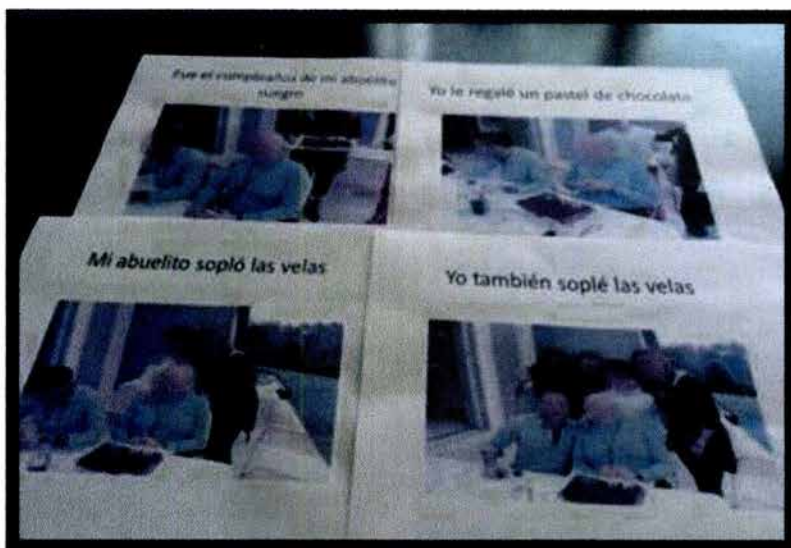 Fue el cumpleaños de mi abuelito
suegro
Yo le regalé un pastel de chocolate
Mi abuelito sopló las velas
Yo también soplé las velas